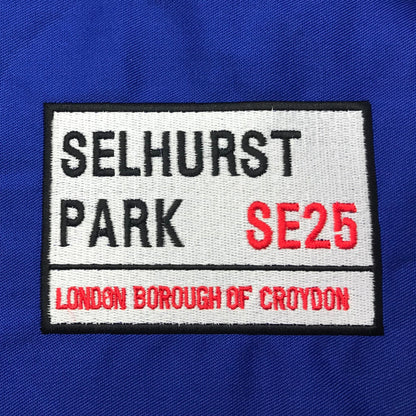 SELHURST
PARK SE25
LONDON BOROUGH OF CROYDON